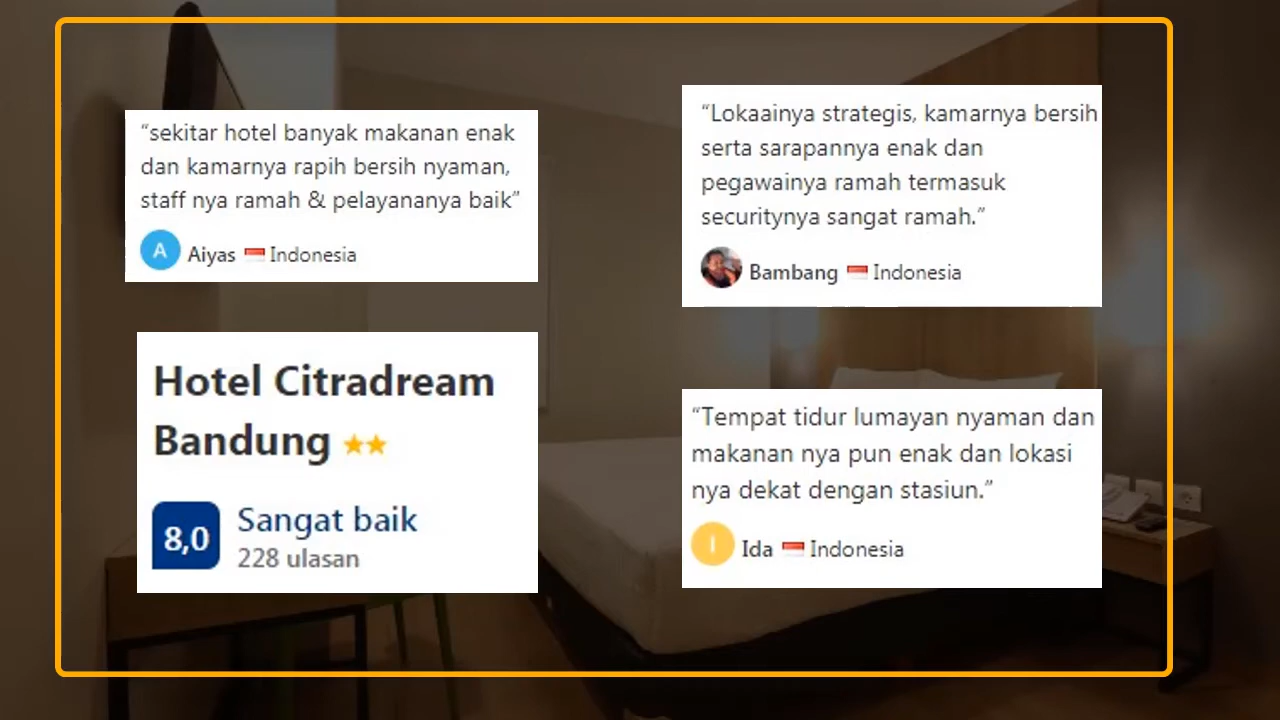 “sekitar hotel banyak makanan enak
dan kamarnya rapih bersih nyaman,
staff nya ramah & pelayananya baik”
A Aiyas Indonesia
Hotel Citradream
Bandung
8,0 Sangat baik
228 ulasan
“Lokaainya strategis, kamarnya bersih
serta sarapannya enak dan
pegawainya ramah termasuk
securitynya sangat ramah.”
Bambang Indonesia
“Tempat tidur lumayan nyaman dan
makanan nya pun enak dan lokasi
nya dekat dengan stasiun.”
I Ida Indonesia